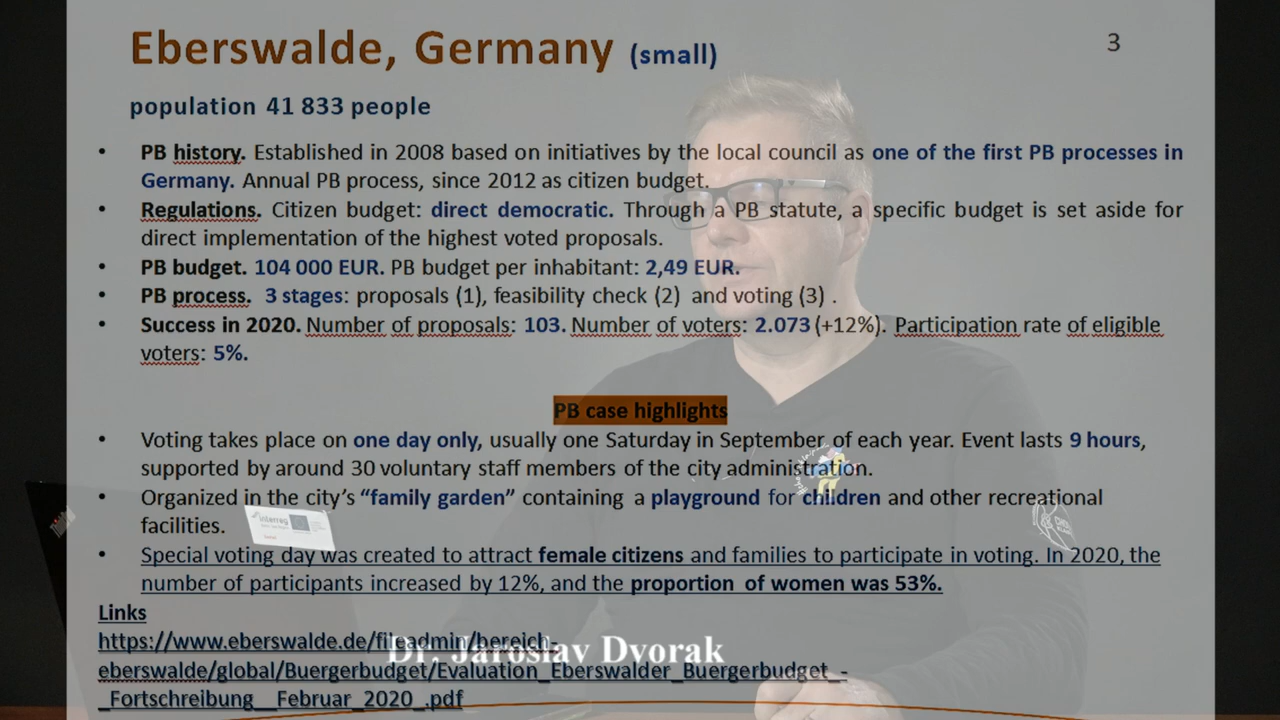 Eberswalde, Germany (small)
3
population 41 833 people
• PB history. Established in 2008 based on initiatives by the local council as one of the first PB processes in
Germany. Annual PB process, since 2012 as citizen budget.
• Regulations. Citizen budget: direct democratic. Through a PB statute, a specific budget is set aside for
direct implementation of the highest voted proposals.
• PB budget. 104 000 EUR. PB budget per inhabitant: 2,49 EUR.
• PB process. 3 stages: proposals (1), feasibility check (2) and voting (3) .
• Success in 2020. Number of proposals: 103. Number of voters: 2.073 (+12%). Participation rate of eligible
voters: 5%.
PB case highlights
• Voting takes place on one day only, usually one Saturday in September of each year. Event lasts 9 hours,
supported by around 30 voluntary staff members of the city administration.
• Organized in the city's “family garden” containing a playground for children and other recreational
facilities.
Interreg
• Special voting day was created to attract female citizens and families to participate in voting. In 2020, the
number of participants increased by 12%, and the proportion of women was 53%.
Links
https://www.eberswalde.de/fileadmin/bereich-
Dr. Jaroslav Dvorak
eberswalde/global/Buergerbudget/Evaluation_Eberswalder_Buergerbudget_-
_Fortschreibung__Februar_2020_.pdf